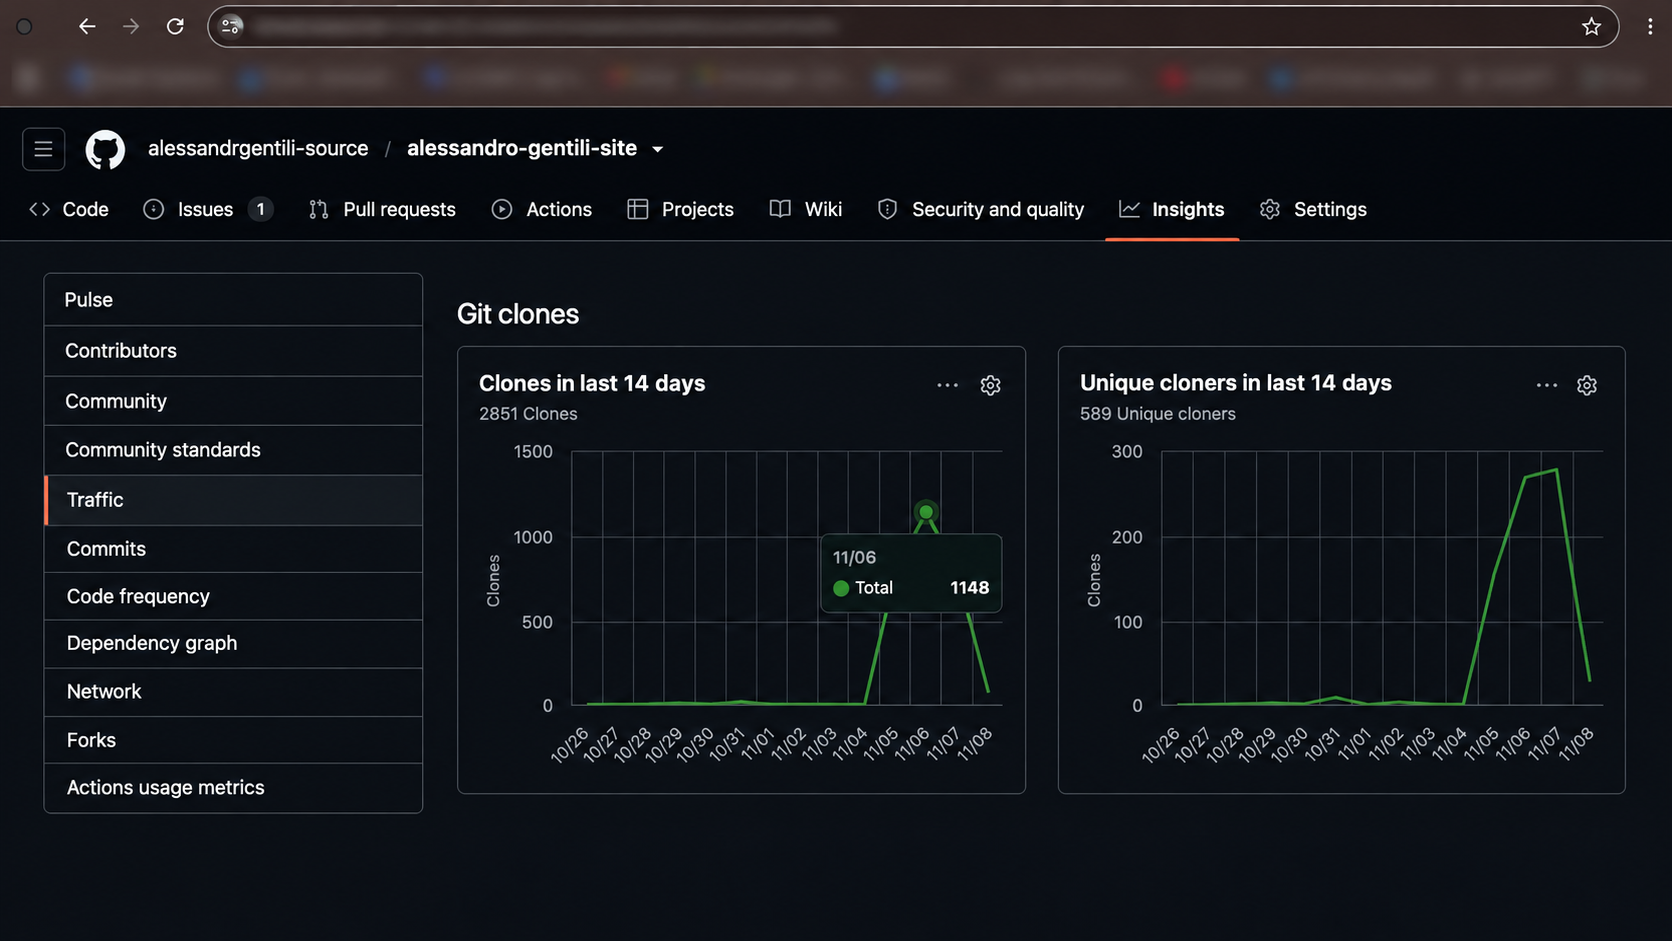 alessandrgentili-source / alessandro-gentili-site
Code Issues 1 Pull requests Actions Projects Wiki Security and quality Insights Settings
Pulse
Contributors
Community
Community standards
Traffic
Commits
Code frequency
Dependency graph
Network
Forks
Actions usage metrics
Git clones
Clones in last 14 days
2851 Clones
1500
1000
500
0
Clones
11/06
Total 1148
10/26 10/27 10/28 10/29 10/30 10/31 11/01 11/02 11/03 11/04 11/05 11/06 11/07 11/08
Unique cloners in last 14 days
589 Unique cloners
300
200
100
0
Clones
10/26 10/27 10/28 10/29 10/30 10/31 11/01 11/02 11/03 11/04 11/05 11/06 11/07 11/08